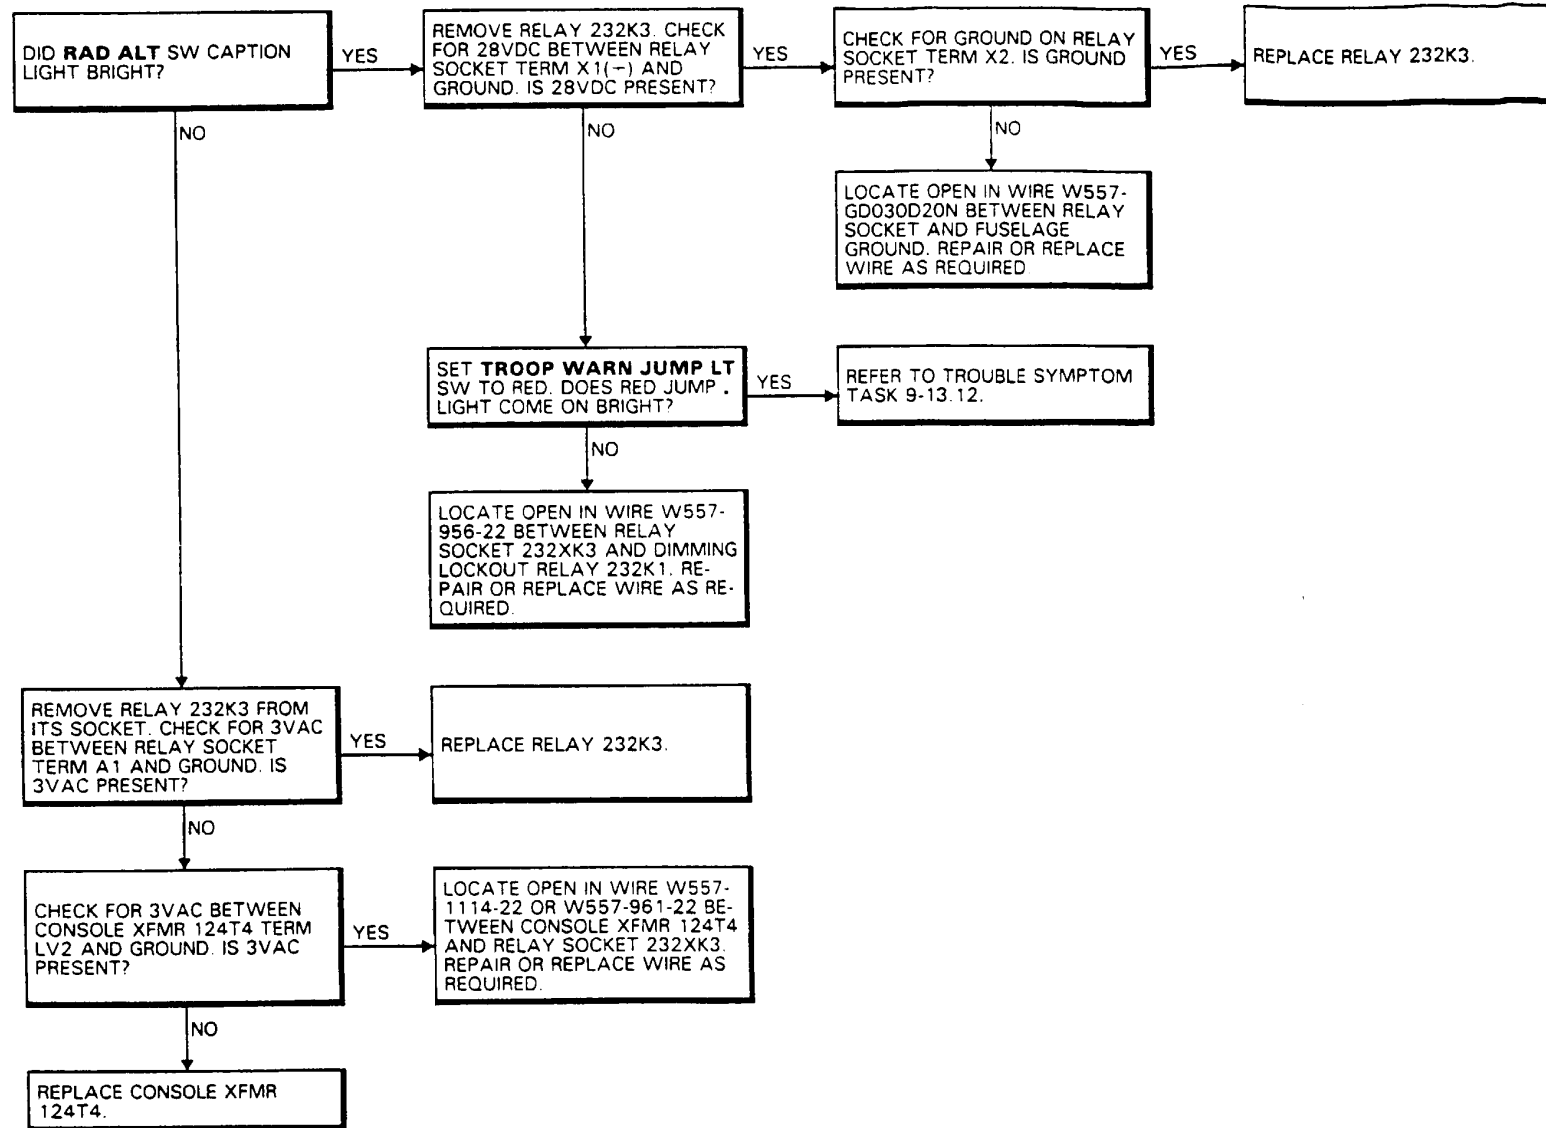 DID RAD ALT SW CAPTION
LIGHT BRIGHT?
YES
REMOVE RELAY 232K3. CHECK
FOR 28VDC BETWEEN RELAY
SOCKET TERM X1(-) AND
GROUND. IS 28VDC PRESENT?
YES
CHECK FOR GROUND ON RELAY
SOCKET TERM X2. IS GROUND
PRESENT?
YES
REPLACE RELAY 232K3.
NO
NO
NO
LOCATE OPEN IN WIRE W557-
GD030D20N BETWEEN RELAY
SOCKET AND FUSELAGE
GROUND. REPAIR OR REPLACE
WIRE AS REQUIRED.
SET TROOP WARN JUMP LT
SW TO RED. DOES RED JUMP .
LIGHT COME ON BRIGHT?
YES
REFER TO TROUBLE SYMPTOM
TASK 9-13.12.
NO
LOCATE OPEN IN WIRE W557-
956-22 BETWEEN RELAY
SOCKET 232XK3 AND DIMMING
LOCKOUT RELAY 232K1. RE-
PAIR OR REPLACE WIRE AS RE-
QUIRED.
REMOVE RELAY 232K3 FROM
ITS SOCKET. CHECK FOR 3VAC
BETWEEN RELAY SOCKET
TERM A1 AND GROUND. IS
3VAC PRESENT?
YES
REPLACE RELAY 232K3.
NO
CHECK FOR 3VAC BETWEEN
CONSOLE XFMR 124T4 TERM
LV2 AND GROUND. IS 3VAC
PRESENT?
YES
LOCATE OPEN IN WIRE W557-
1114-22 OR W557-961-22 BE-
TWEEN CONSOLE XFMR 124T4
AND RELAY SOCKET 232XK3.
REPAIR OR REPLACE WIRE AS
REQUIRED.
NO
REPLACE CONSOLE XFMR
124T4.